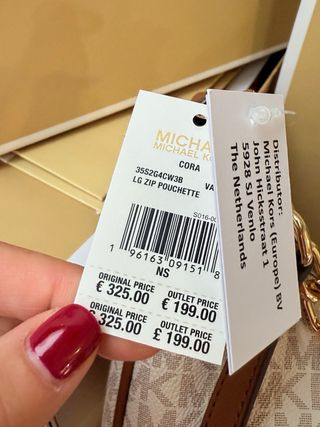 MICHA
MICHAEL KO
CORA
35S2G4CW3B
VA
LG ZIP POUCHETTE
S016-00
1 96163 09151 8
NS
ORIGINAL PRICE OUTLET PRICE
€ 325.00 € 199.00
ORIGINAL PRICE OUTLET PRICE
£325.00 £ 199.00
Distributor:
Michael Kors (Europe) BV
John Hicksstraat 1
5928 SJ Venlo
The Netherlands